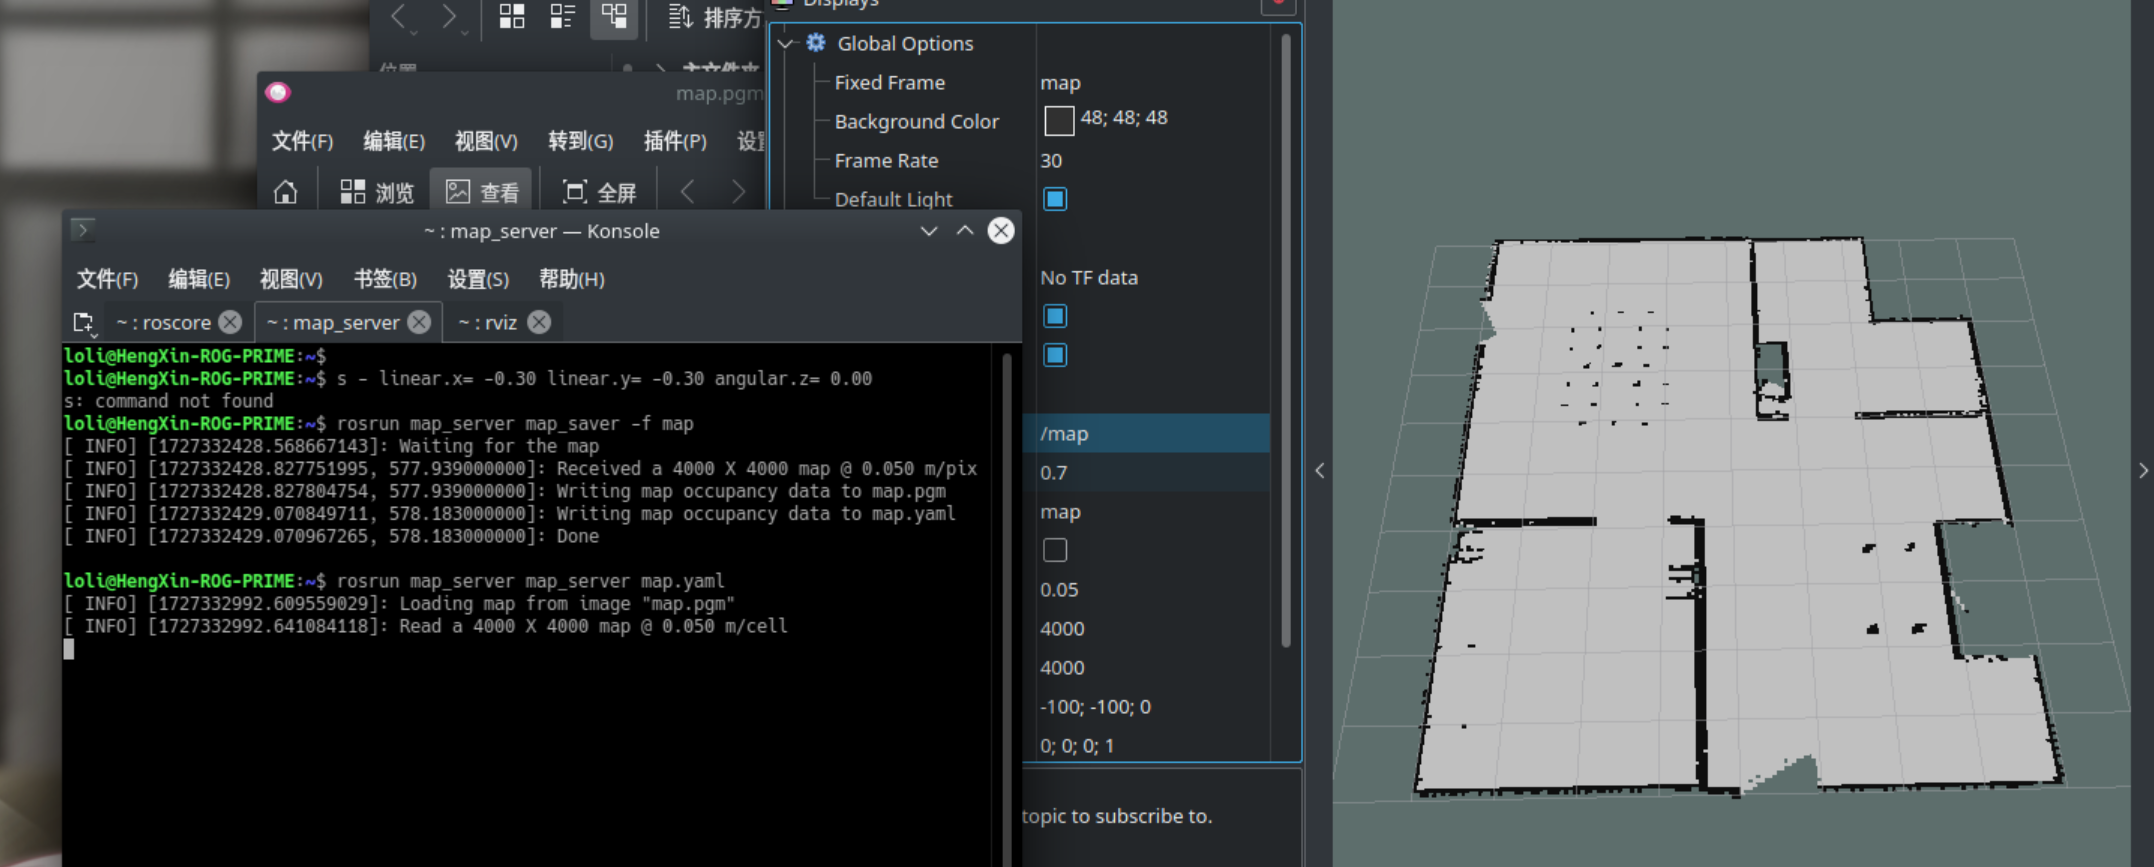 排序方
Displays
位置
主文件夹
map.pgm
文件(F) 编辑(E) 视图(V) 转到(G) 插件(P) 设置
浏览 查看 全屏
Global Options
Fixed Frame map
Background Color 48; 48; 48
Frame Rate 30
Default Light
No TF data
/map
0.7
map
0.05
4000
4000
-100; -100; 0
0; 0; 0; 1
topic to subscribe to.
~ : map_server — Konsole
文件(F) 编辑(E) 视图(V) 书签(B) 设置(S) 帮助(H)
~ : roscore ~ : map_server ~ : rviz
loli@HengXin-ROG-PRIME:~$
loli@HengXin-ROG-PRIME:~$ s - linear.x= -0.30 linear.y= -0.30 angular.z= 0.00
s: command not found
loli@HengXin-ROG-PRIME:~$ rosrun map_server map_saver -f map
[ INFO] [1727332428.568667143]: Waiting for the map
[ INFO] [1727332428.827751995, 577.939000000]: Received a 4000 X 4000 map @ 0.050 m/pix
[ INFO] [1727332428.827804754, 577.939000000]: Writing map occupancy data to map.pgm
[ INFO] [1727332429.070849711, 578.183000000]: Writing map occupancy data to map.yaml
[ INFO] [1727332429.070967265, 578.183000000]: Done
loli@HengXin-ROG-PRIME:~$ rosrun map_server map_server map.yaml
[ INFO] [1727332992.609559029]: Loading map from image "map.pgm"
[ INFO] [1727332992.641084118]: Read a 4000 X 4000 map @ 0.050 m/cell